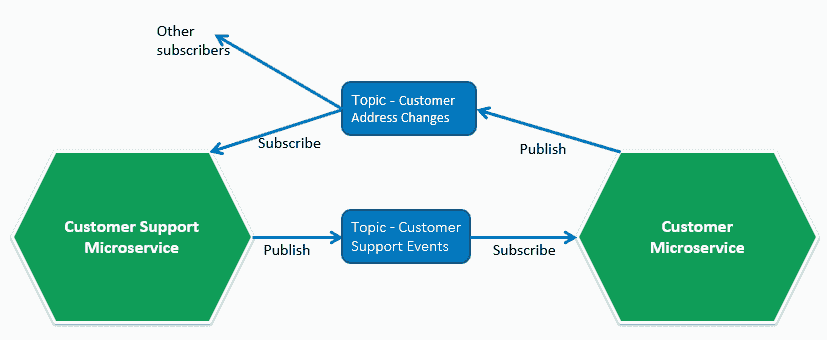 Other
subscribers
Topic - Customer
Address Changes
Subscribe
Publish
Customer Support
Microservice
Publish
Topic - Customer
Support Events
Subscribe
Customer
Microservice